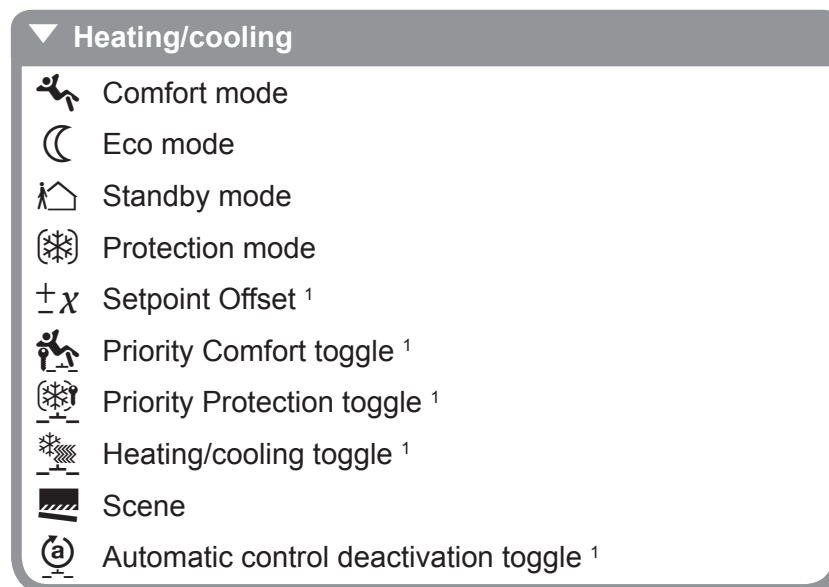 Heating/cooling
Comfort mode
Eco mode
Standby mode
Protection mode
±x Setpoint Offset 1
Priority Comfort toggle 1
Priority Protection toggle 1
Heating/cooling toggle 1
Scene
a Automatic control deactivation toggle 1